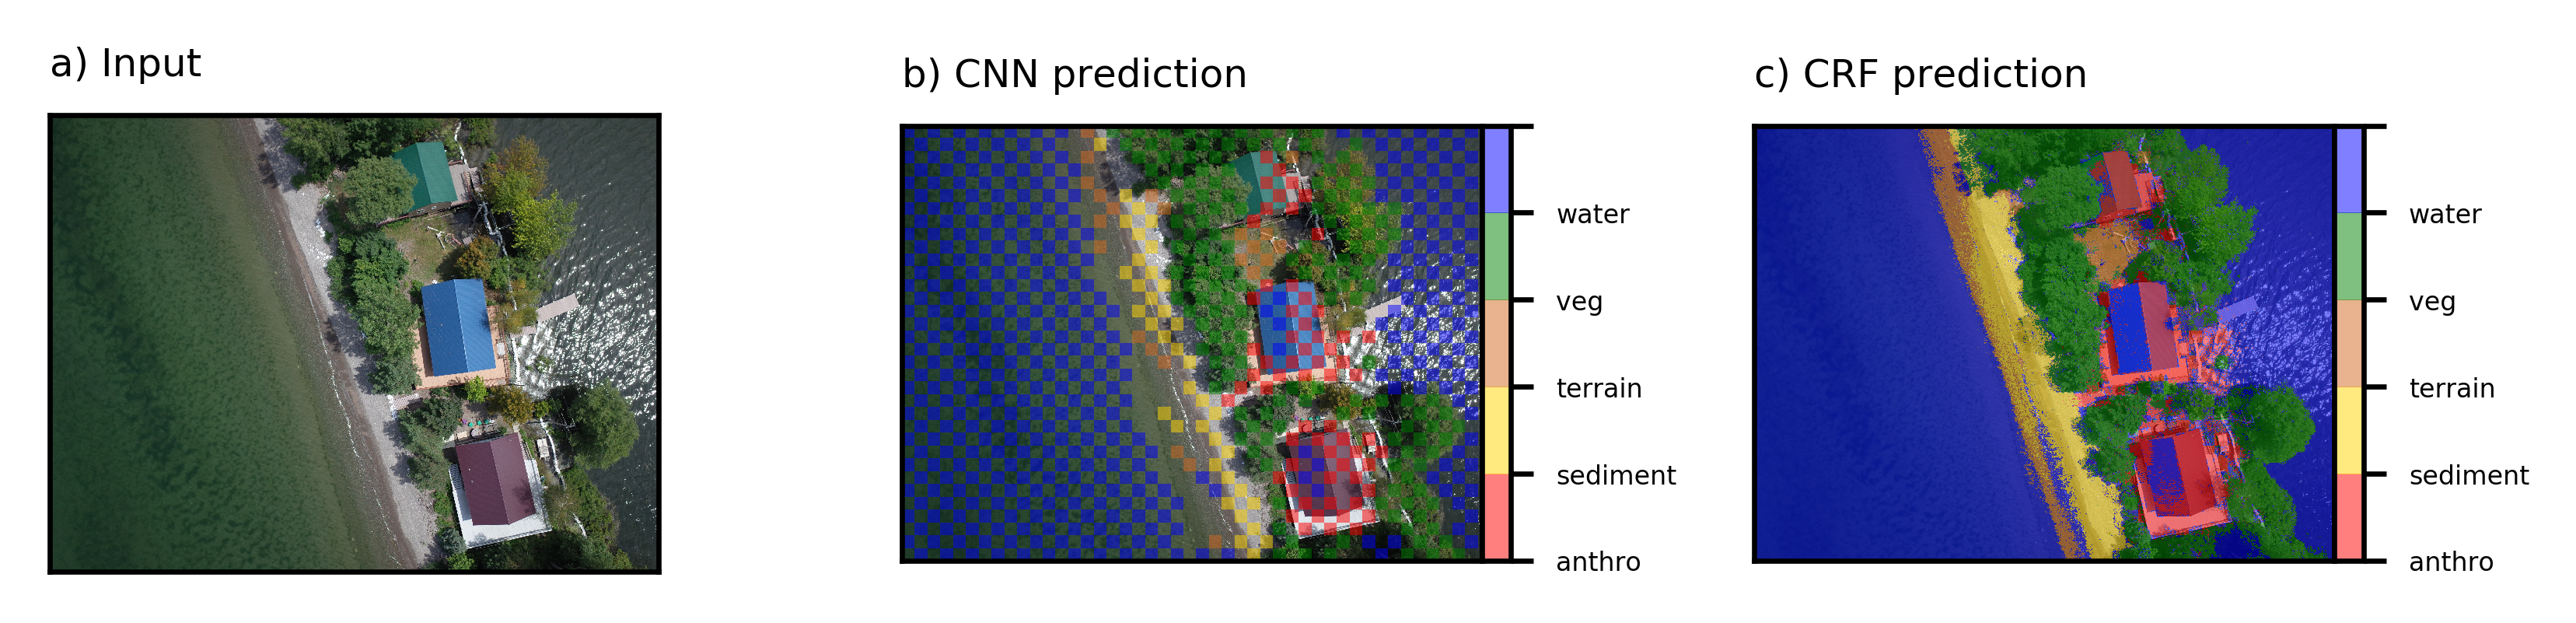 a) Input
b) CNN prediction
c) CRF prediction
water
veg
terrain
sediment
anthro
water
veg
terrain
sediment
anthro